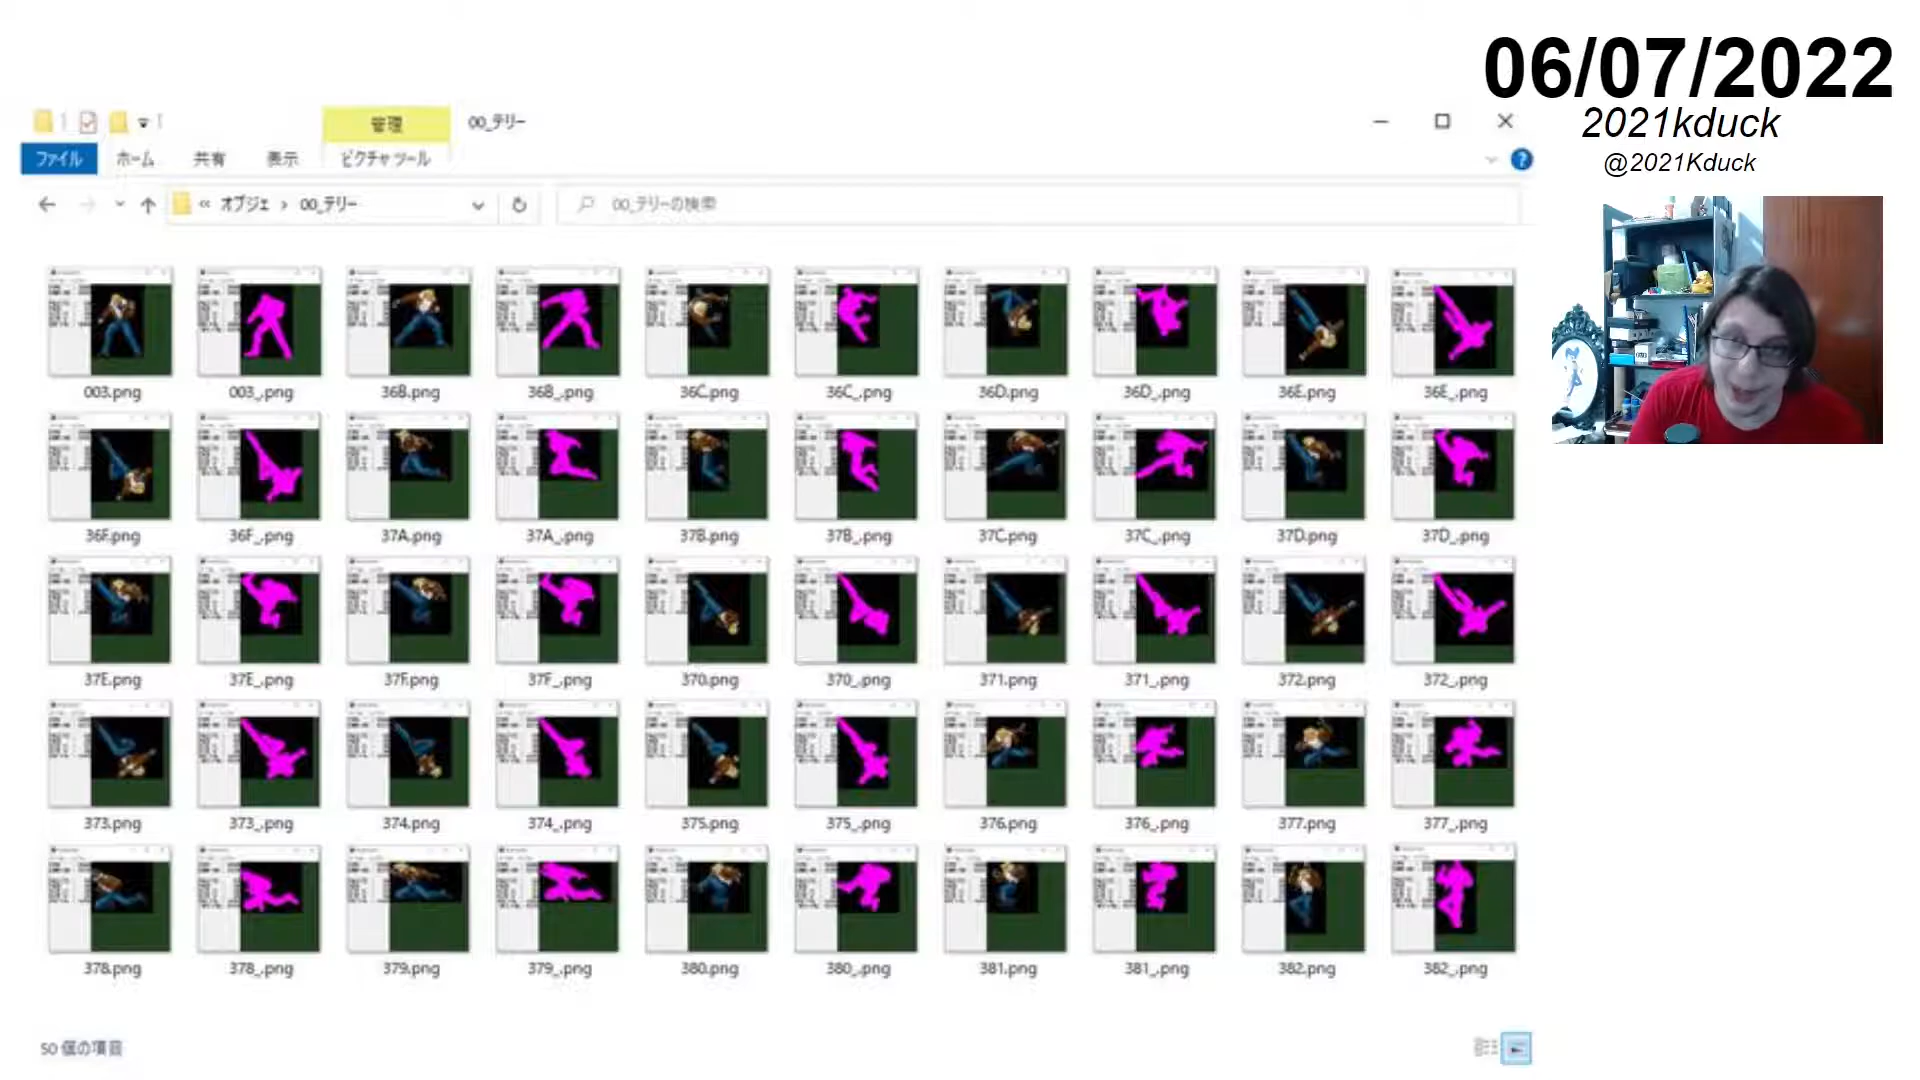 06/07/2022
2021kduck
@2021Kduck
管理
00_テリー
ファイル
ホーム
共有
表示
ピクチャ ツール
?
« オブジェ › 00_テリー
00_テリーの検索
003.png
003_.png
36B.png
36B_.png
36C.png
36C_.png
36D.png
36D_.png
36E.png
36E_.png
36F.png
36F_.png
37A.png
37A_.png
37B.png
37B_.png
37C.png
37C_.png
37D.png
37D_.png
37E.png
37E_.png
37F.png
37F_.png
370.png
370_.png
371.png
371_.png
372.png
372_.png
373.png
373_.png
374.png
374_.png
375.png
375_.png
376.png
376_.png
377.png
377_.png
378.png
378_.png
379.png
379_.png
380.png
380_.png
381.png
381_.png
382.png
382_.png
50 個の項目